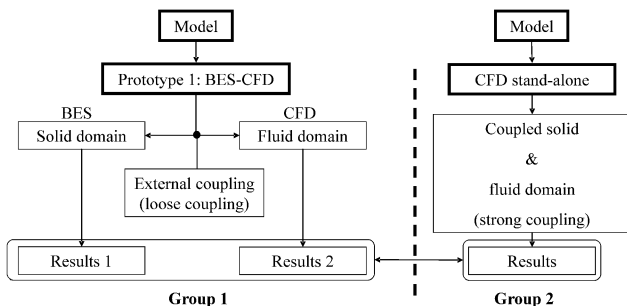 Model
Prototype 1: BES-CFD
BES
Solid domain
CFD
Fluid domain
External coupling
(loose coupling)
Results 1
Results 2
Group 1
Model
CFD stand-alone
Coupled solid
&
fluid domain
(strong coupling)
Results
Group 2